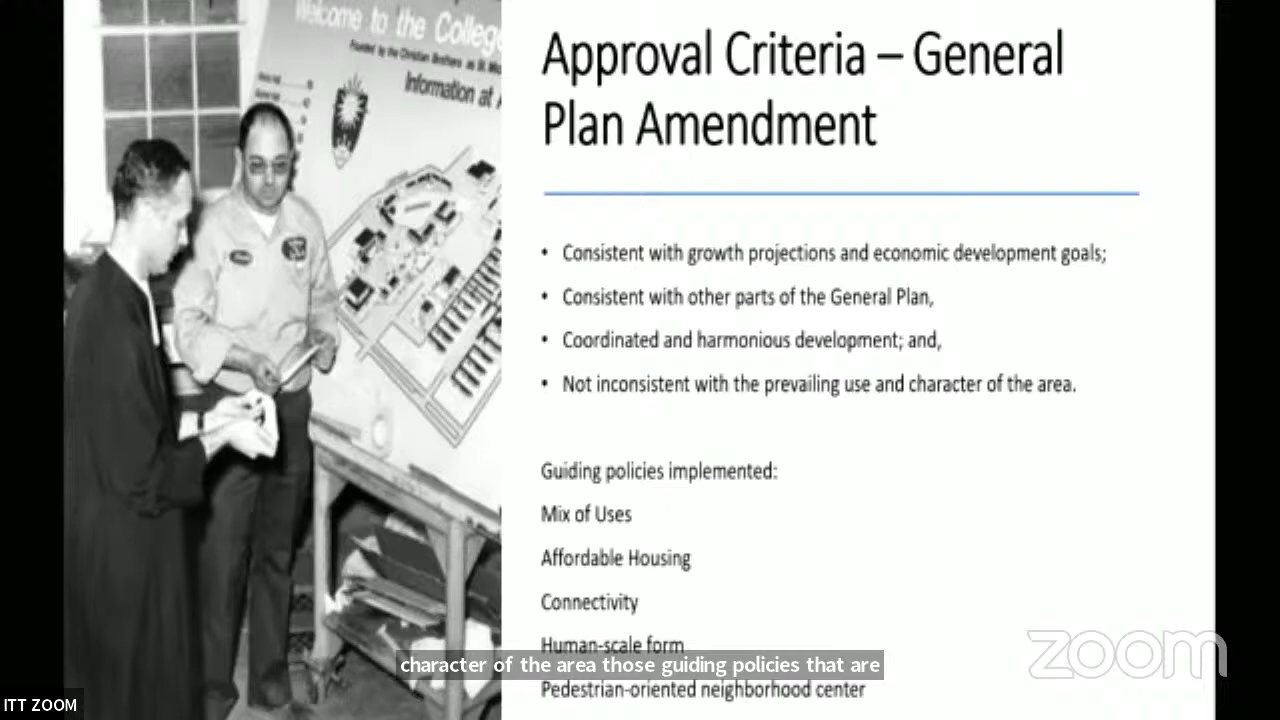 Welcome to the College
Founded by the Christian Brothers as St.
Information at
Approval Criteria – General
Plan Amendment
• Consistent with growth projections and economic development goals;
• Consistent with other parts of the General Plan,
• Coordinated and harmonious development; and,
• Not inconsistent with the prevailing use and character of the area.
Guiding policies implemented:
Mix of Uses
Affordable Housing
Connectivity
Human-scale form
character of the area those guiding policies that are
Pedestrian-oriented neighborhood center
zoom
ITT ZOOM